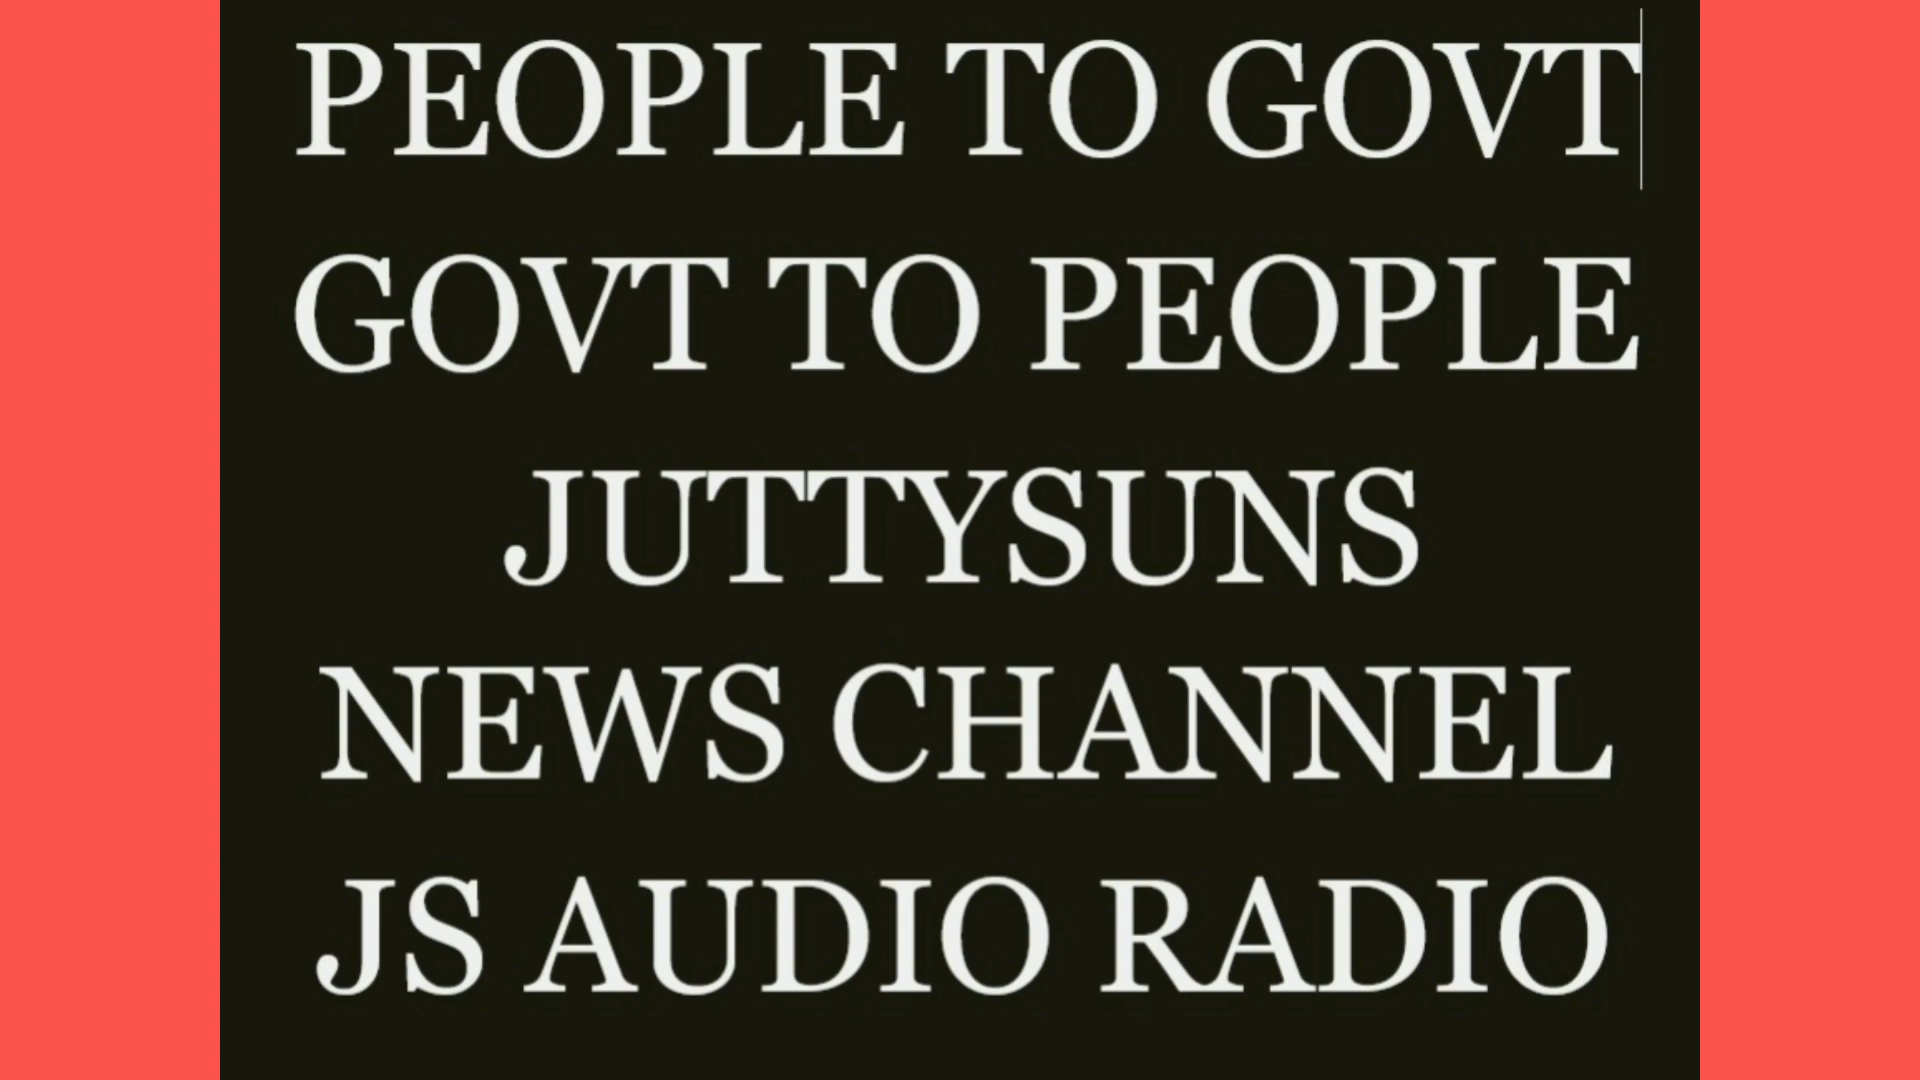 PEOPLE TO GOVT
GOVT TO PEOPLE
JUTTYSUNS
NEWS CHANNEL
JS AUDIO RADIO